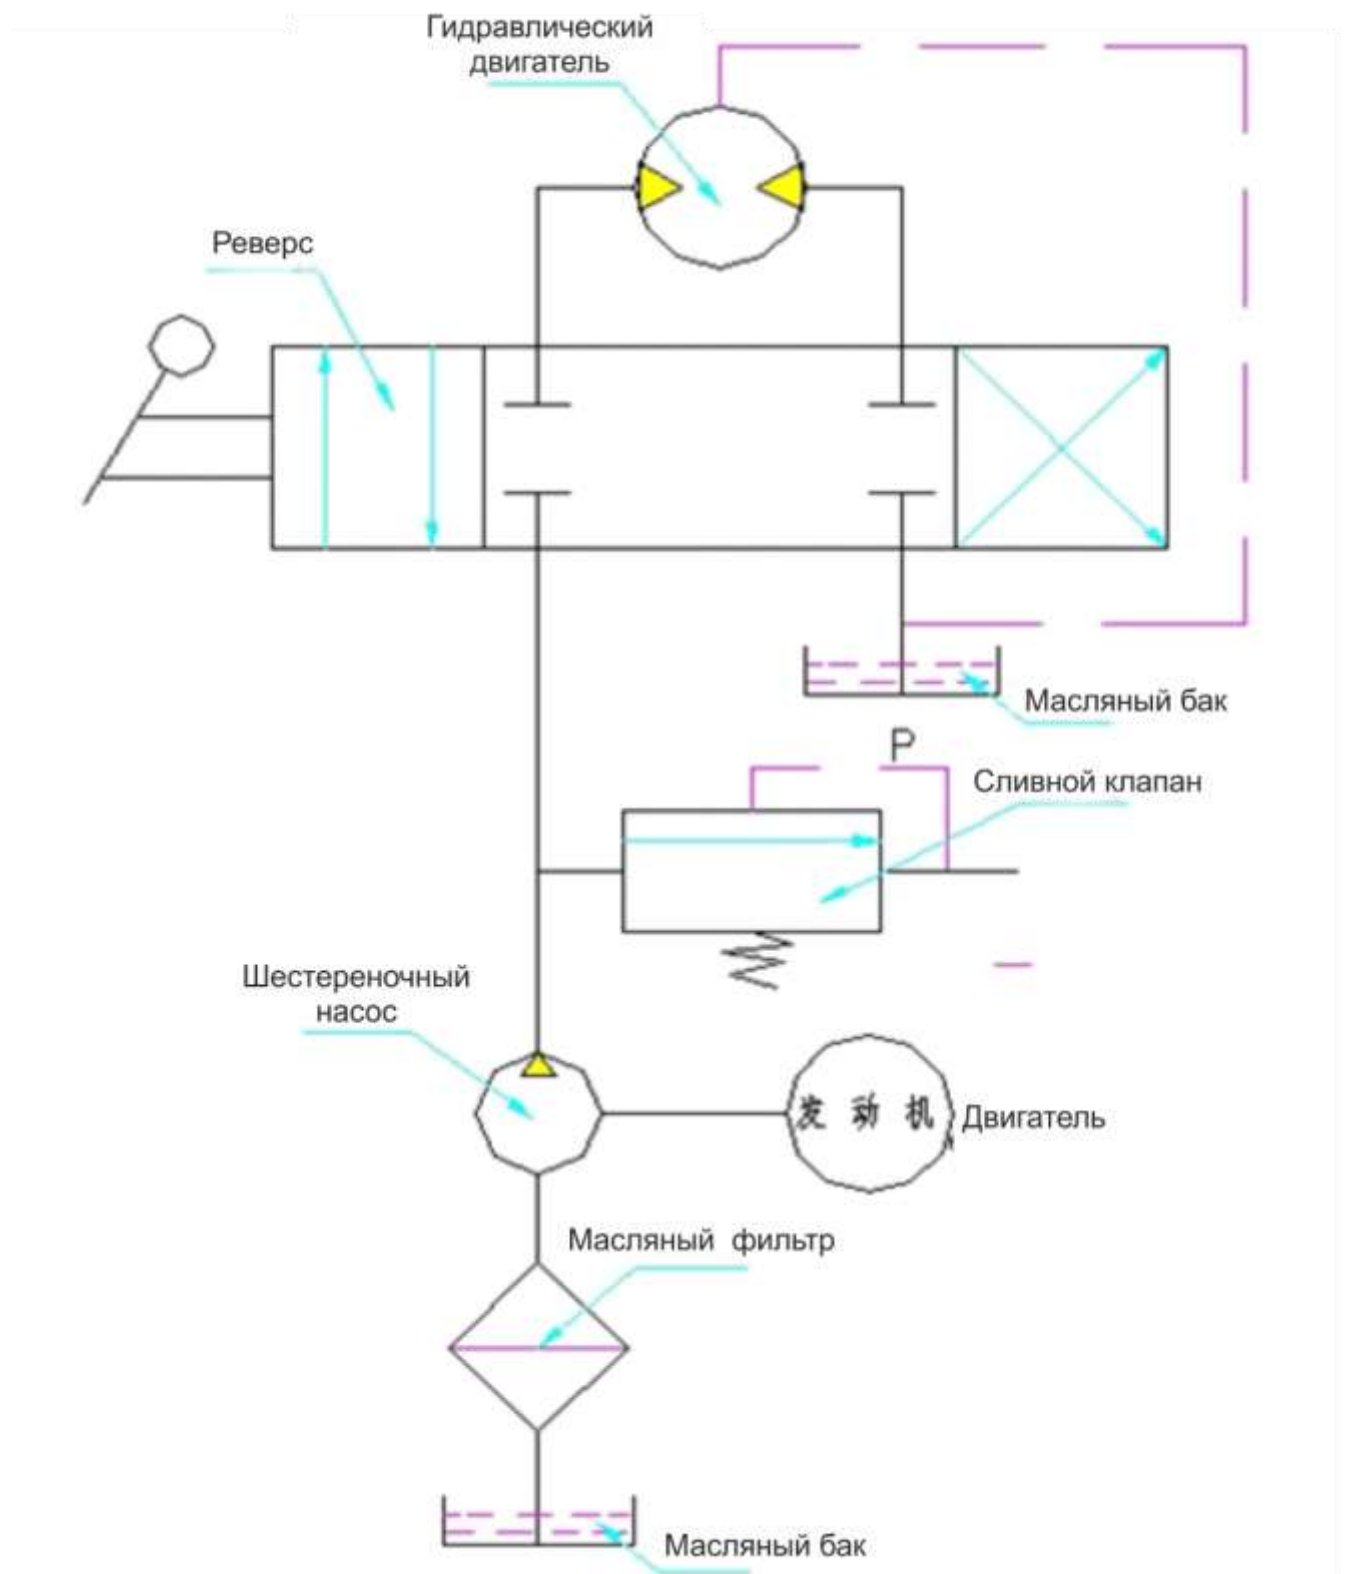 Гидравлический
двигатель
Реверс
Масляный бак
P
Сливной клапан
Шестереночный
насос
发动机
Двигатель
Масляный фильтр
Масляный бак